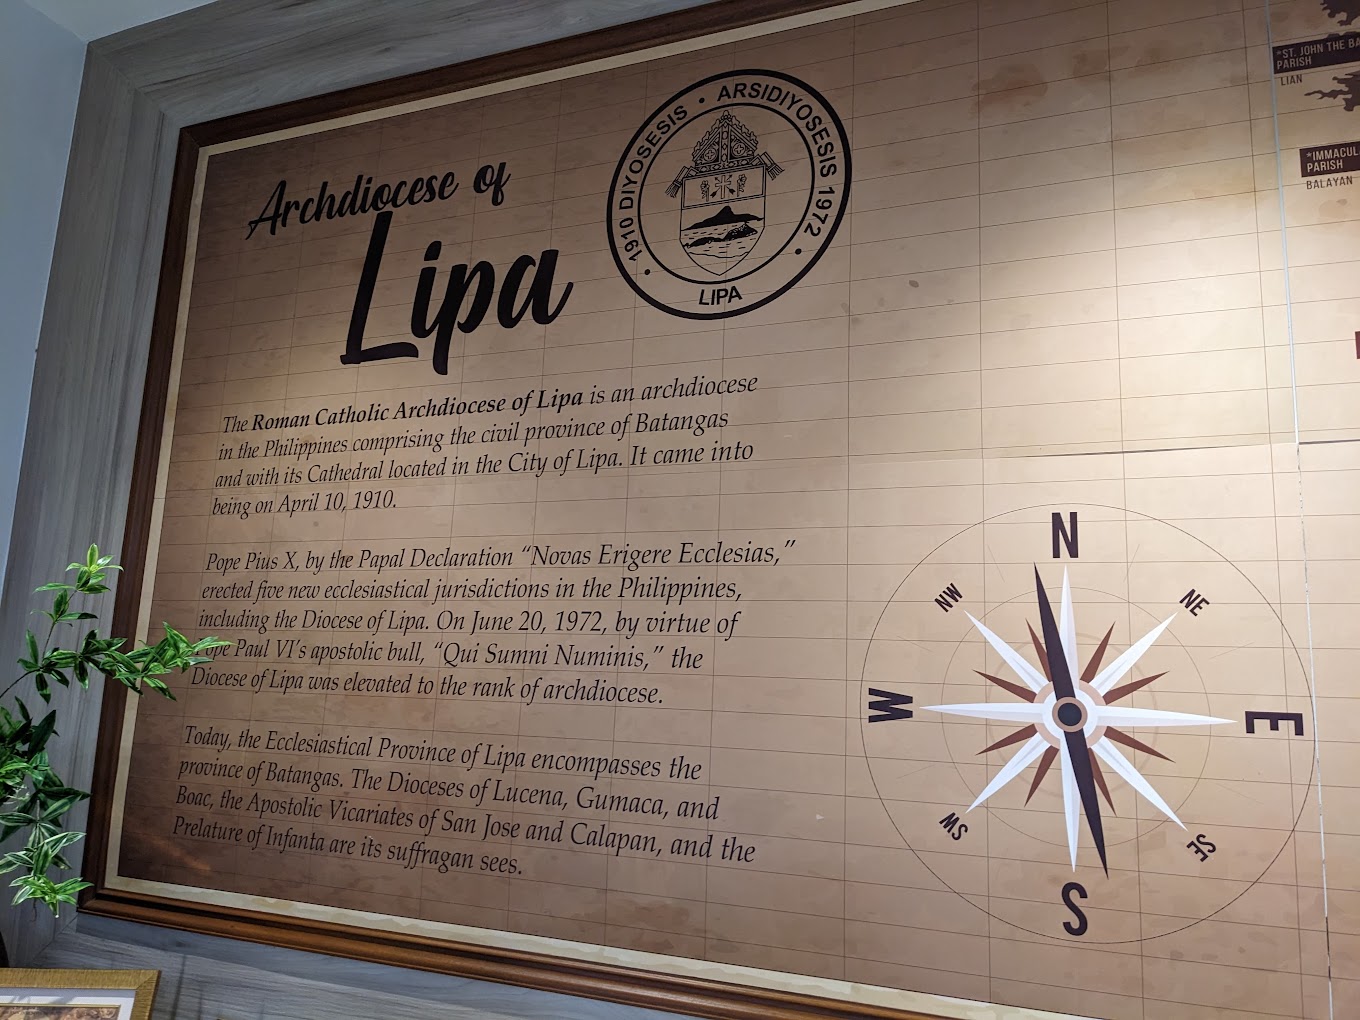 Archdiocese of
Lipa
• 1910 DIYOSESIS • ARSIDIYOSESIS 1972 •
LIPA
The Roman Catholic Archdiocese of Lipa is an archdiocese
in the Philippines comprising the civil province of Batangas
and with its Cathedral located in the City of Lipa. It came into
being on April 10, 1910.
Pope Pius X, by the Papal Declaration “Novas Erigere Ecclesias,”
erected five new ecclesiastical jurisdictions in the Philippines,
including the Diocese of Lipa. On June 20, 1972, by virtue of
Pope Paul VI’s apostolic bull, “Qui Sumni Numinis,” the
Diocese of Lipa was elevated to the rank of archdiocese.
Today, the Ecclesiastical Province of Lipa encompasses the
province of Batangas. The Dioceses of Lucena, Gumaca, and
Boac, the Apostolic Vicariates of San Jose and Calapan, and the
Prelature of Infanta are its suffragan sees.
N
NW
NE
W
E
SW
SE
S
*ST. JOHN THE
PARISH
LIAN
PARISH
BALAYAN